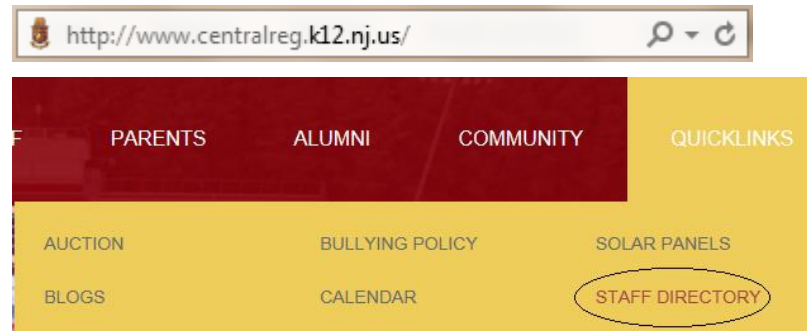 http://www.centralreg.k12.nj.us/
F PARENTS ALUMNI COMMUNITY QUICKLINKS
AUCTION BULLYING POLICY SOLAR PANELS
BLOGS CALENDAR STAFF DIRECTORY